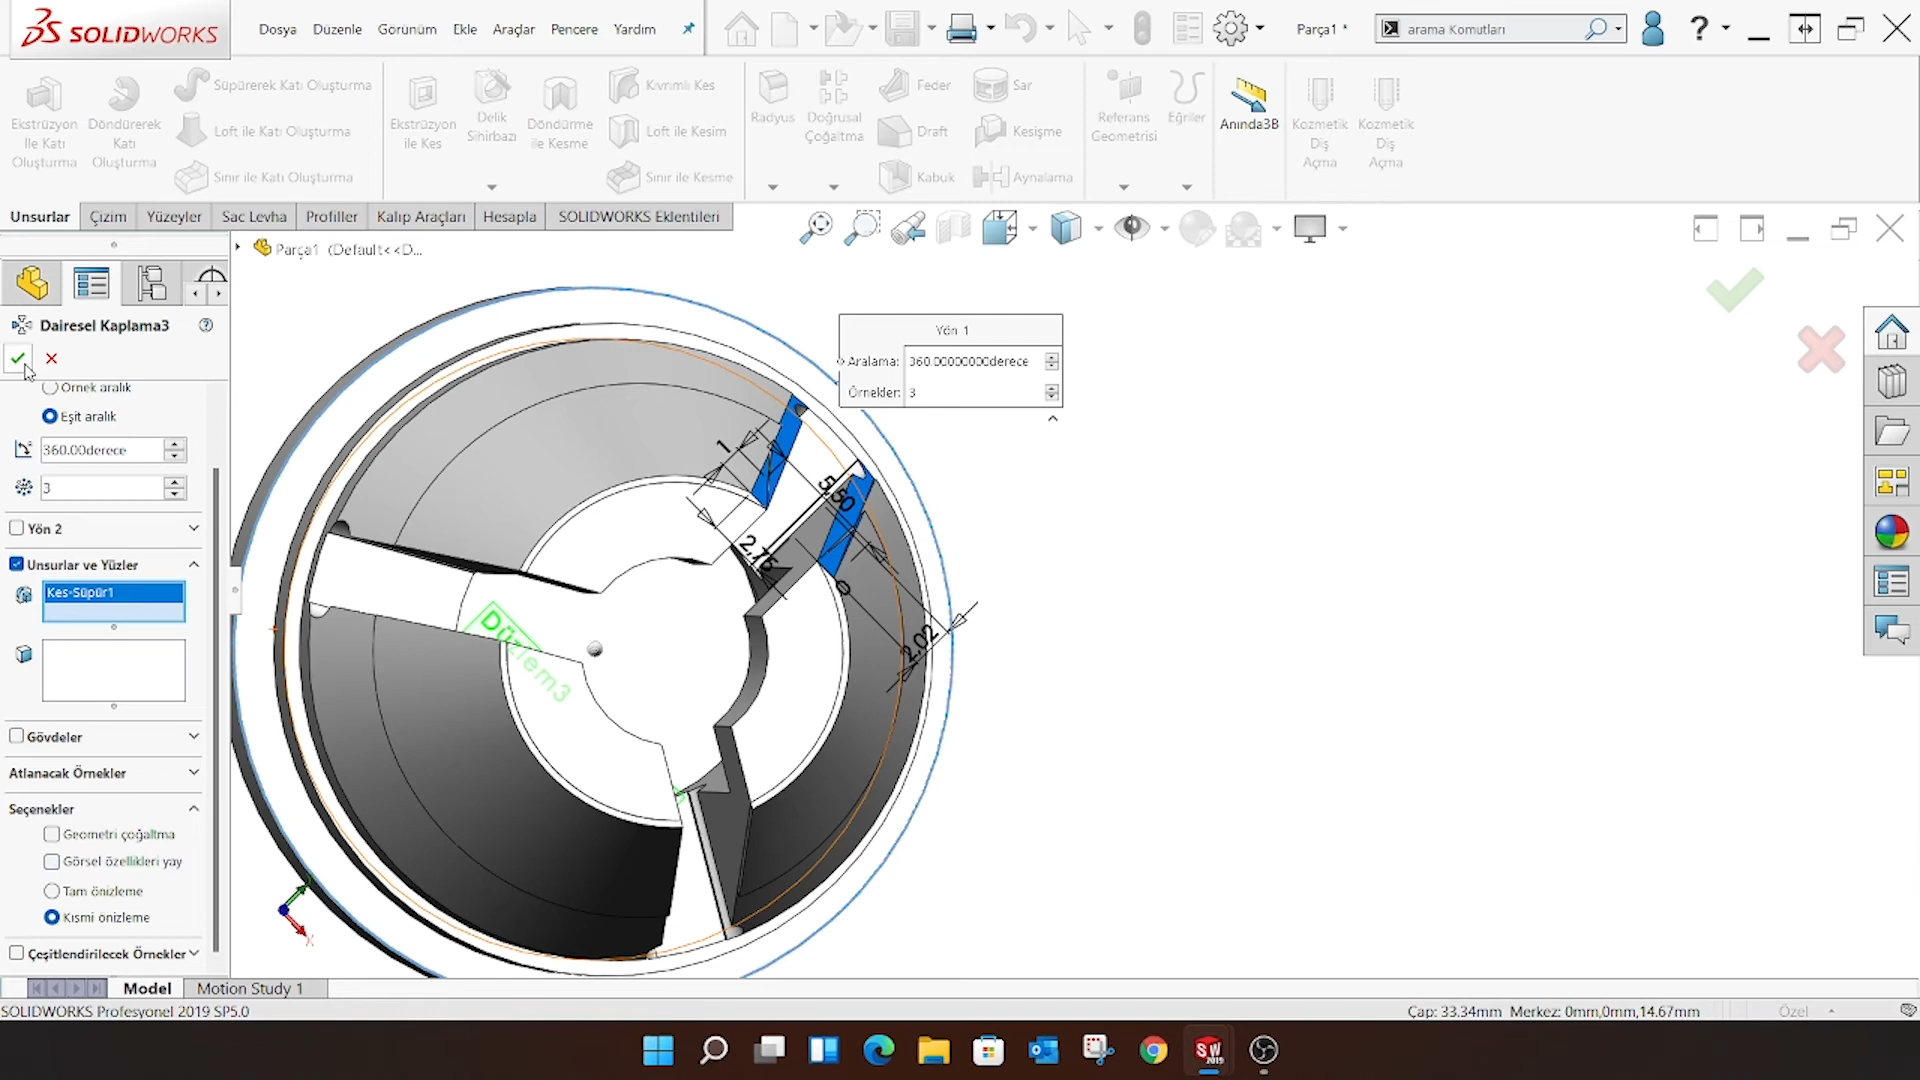 SOLIDWORKS
Dosya Düzenle Görünüm Ekle Araçlar Pencere Yardım
Parça1 *
arama Komutları
Ekstrüzyon İle Katı Oluşturma
Döndürerek Katı Oluşturma
Süpürerek Katı Oluşturma
Loft ile Katı Oluşturma
Sınır ile Katı Oluşturma
Ekstrüzyon ile Kes
Delik Sihirbazı
Döndürme ile Kesme
Kıvrımlı Kes
Loft ile Kesim
Sınır ile Kesme
Radyus
Doğrusal Çoğaltma
Feder
Draft
Kabuk
Sar
Kesişme
Aynalama
Referans Geometrisi
Eğriler
Anında3B
Kozmetik Diş Açma
Kozmetik Diş Açma
Unsurlar Çizim Yüzeyler Sac Levha Profiller Kalıp Araçları Hesapla SOLIDWORKS Eklentileri
Parça1 (Default<<D...
Dairesel Kaplama3
Örnek aralık
Eşit aralık
360.00derece
3
Yön 2
Unsurlar ve Yüzler
Kes-Süpür1
Gövdeler
Atlanacak Örnekler
Seçenekler
Geometri çoğaltma
Görsel özellikleri yay
Tam önizleme
Kısmi önizleme
Çeşitlendirilecek Örnekler
Yön 1
Aralama: 360.00000000derece
Örnekler: 3
1
5,50
2,76
0
2,02
Düzlem3
X
Model Motion Study 1
SOLIDWORKS Profesyonel 2019 SP5.0
Çap: 33.34mm Merkez: 0mm,0mm,14.67mm
Özel
SW
2019